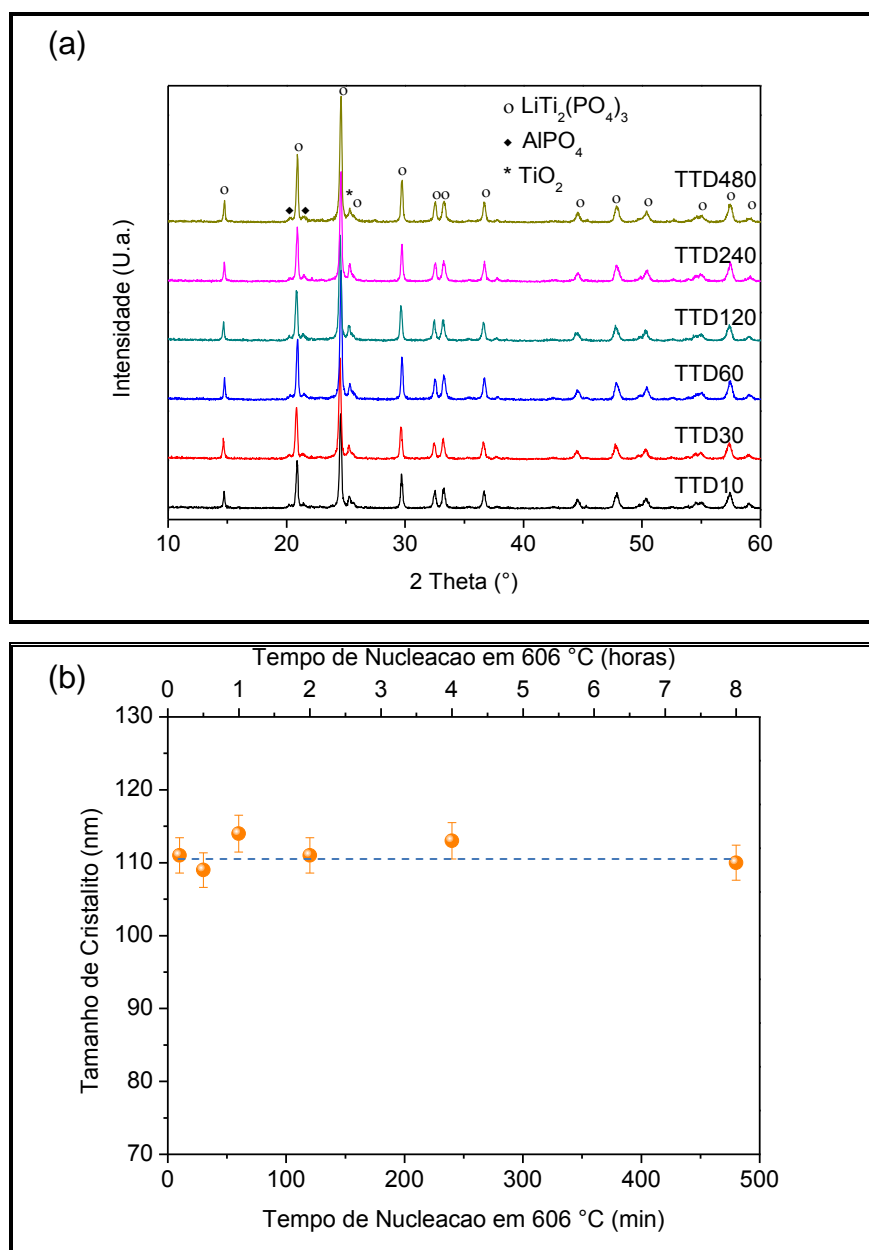 (a)
o LiTi₂(PO₄)₃
◆ AlPO₄
* TiO₂
TTD480
TTD240
TTD120
TTD60
TTD30
TTD10
Intensidade (U.a.)
10 20 30 40 50 60
2 Theta (°)
(b)
Tempo de Nucleacao em 606 °C (horas)
0 1 2 3 4 5 6 7 8
130
120
110
100
90
80
70
Tamanho de Cristalito (nm)
0 100 200 300 400 500
Tempo de Nucleacao em 606 °C (min)